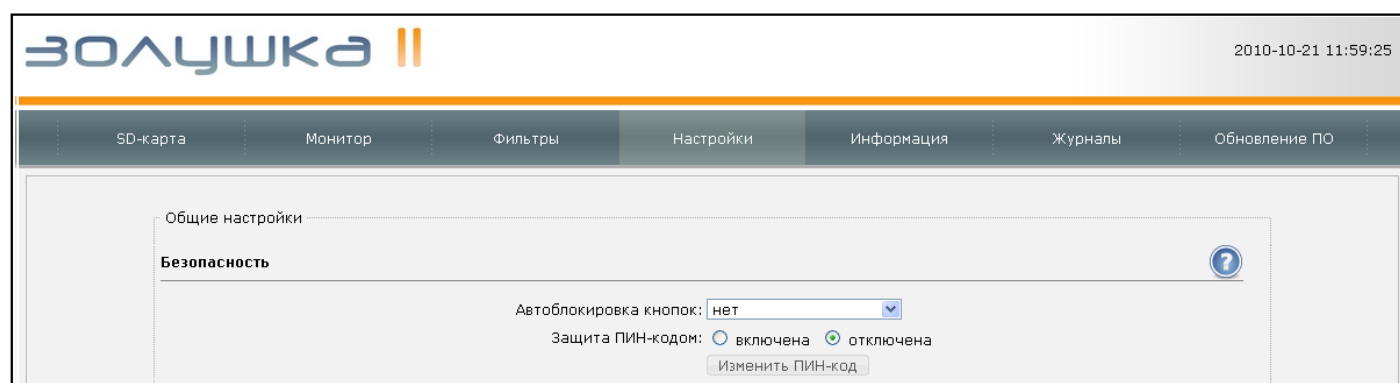 золушка II
2010-10-21 11:59:25
SD-карта Монитор Фильтры Настройки Информация Журналы Обновление ПО
Общие настройки
Безопасность ?
Автоблокировка кнопок: нет
Защита ПИН-кодом: включена отключена
Изменить ПИН-код